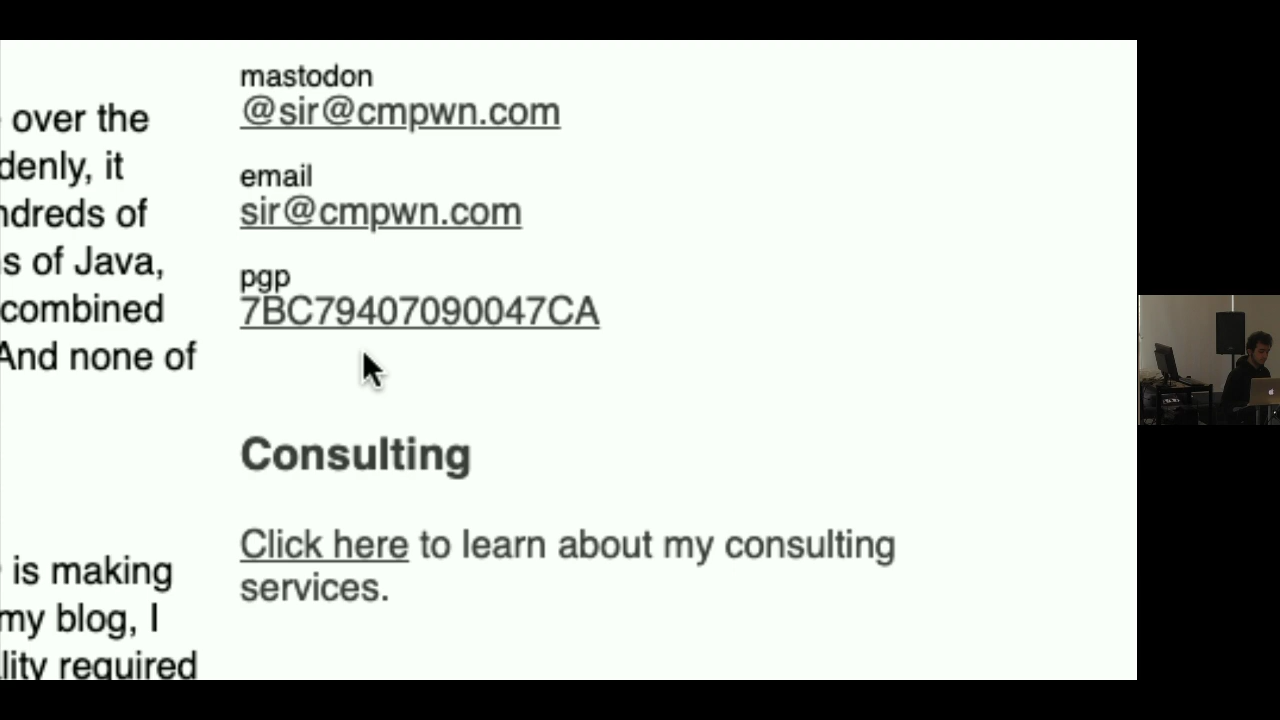 over the
denly, it
ndreds of
s of Java,
combined
And none of
is making
my blog, I
lity required
mastodon
@sir@cmpwn.com
email
sir@cmpwn.com
pgp
7BC79407090047CA
Consulting
Click here to learn about my consulting
services.